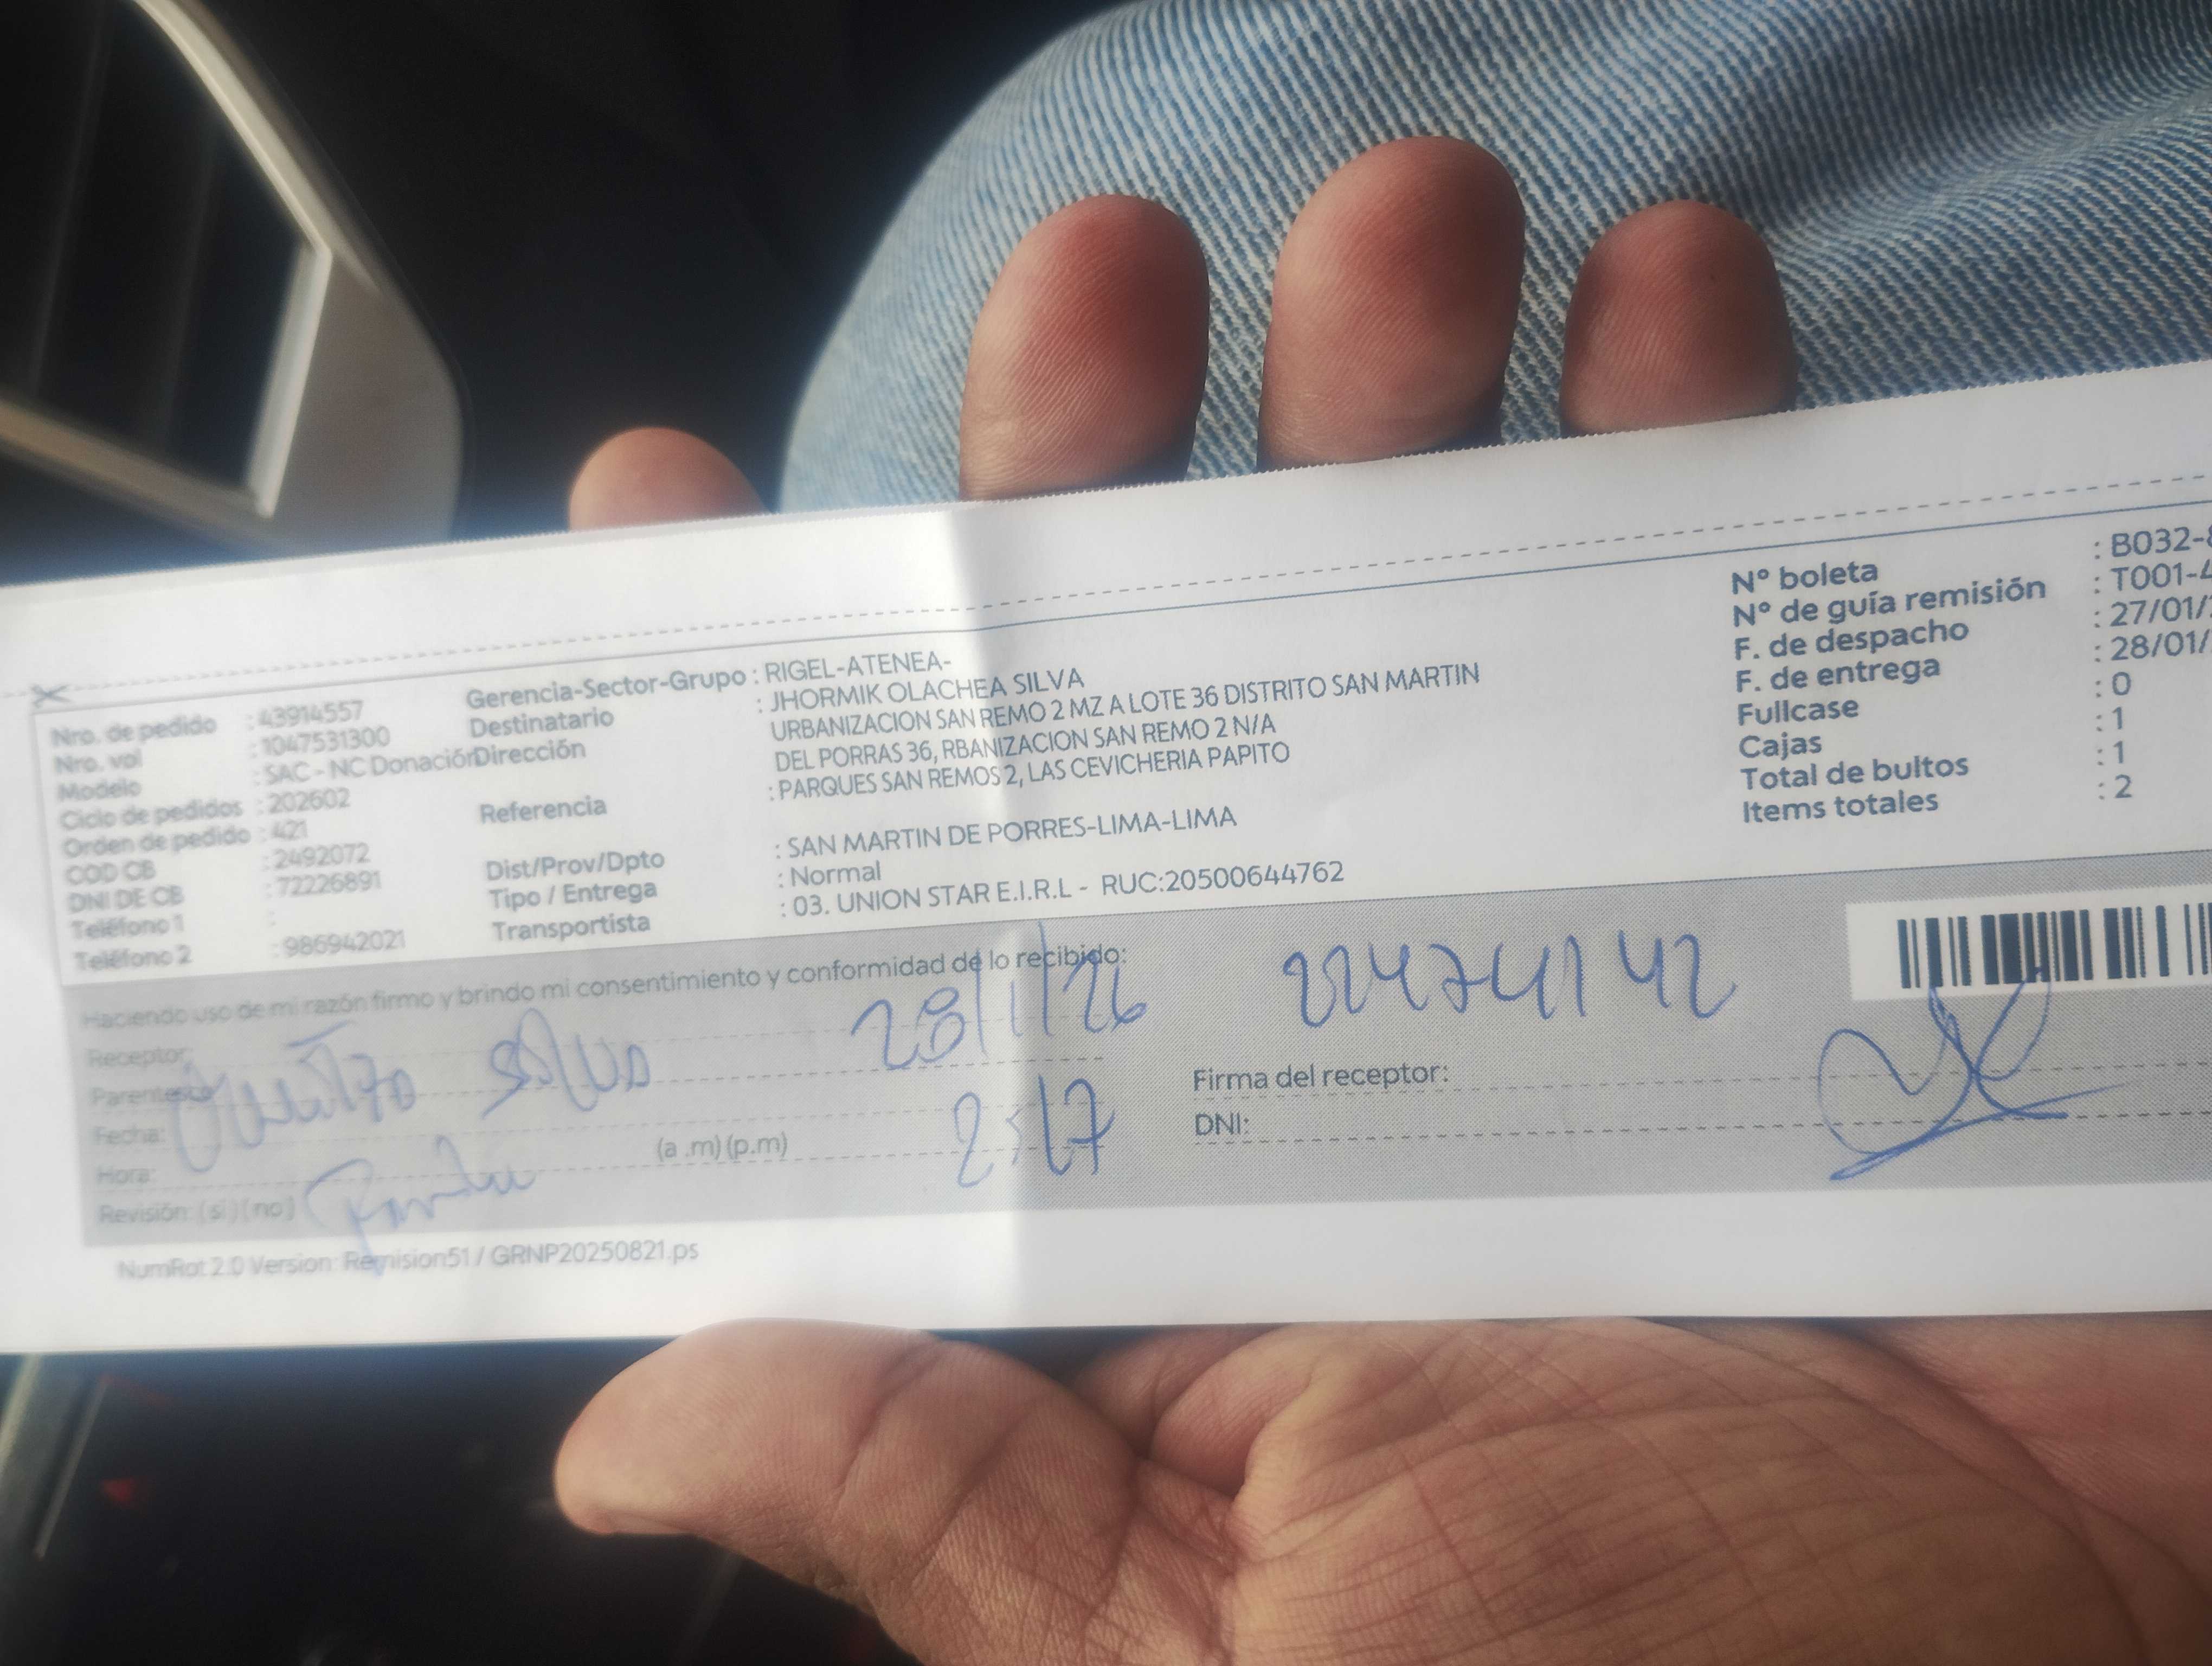 Nro. de pedido : 43914557
Nro. vol : 1047531300
Modelo : SAC - NC Donación
Ciclo de pedidos : 202602
Orden de pedido : 421
COD CB : 2492072
DNI DE CB : 72226891
Teléfono 1 :
Teléfono 2 : 986942021
Gerencia-Sector-Grupo : RIGEL-ATENEA-
Destinatario : JHORMIK OLACHEA SILVA
Dirección URBANIZACION SAN REMO 2 MZ A LOTE 36 DISTRITO SAN MARTIN
DEL PORRAS 36, RBANIZACION SAN REMO 2 N/A
Referencia : PARQUES SAN REMOS 2, LAS CEVICHERIA PAPITO
Dist/Prov/Dpto : SAN MARTIN DE PORRES-LIMA-LIMA
Tipo / Entrega : Normal
Transportista : 03. UNION STAR E.I.R.L - RUC:20500644762
N° boleta : B032-
N° de guía remisión : T001-4
F. de despacho : 27/01/
F. de entrega : 28/01/
Fullcase : 0
Cajas : 1
Total de bultos : 1
Items totales : 2
Haciendo uso de mi razón firmo y brindo mi consentimiento y conformidad de lo recibido:
Receptor:
Parentesco
Fecha: 28/1/26
Hora: (a .m) (p.m)
Revisión: (si) (no)
Silva
Firma del receptor:
DNI:
NumRot 2.0 Version: Remision51 / GRNP20250821.ps